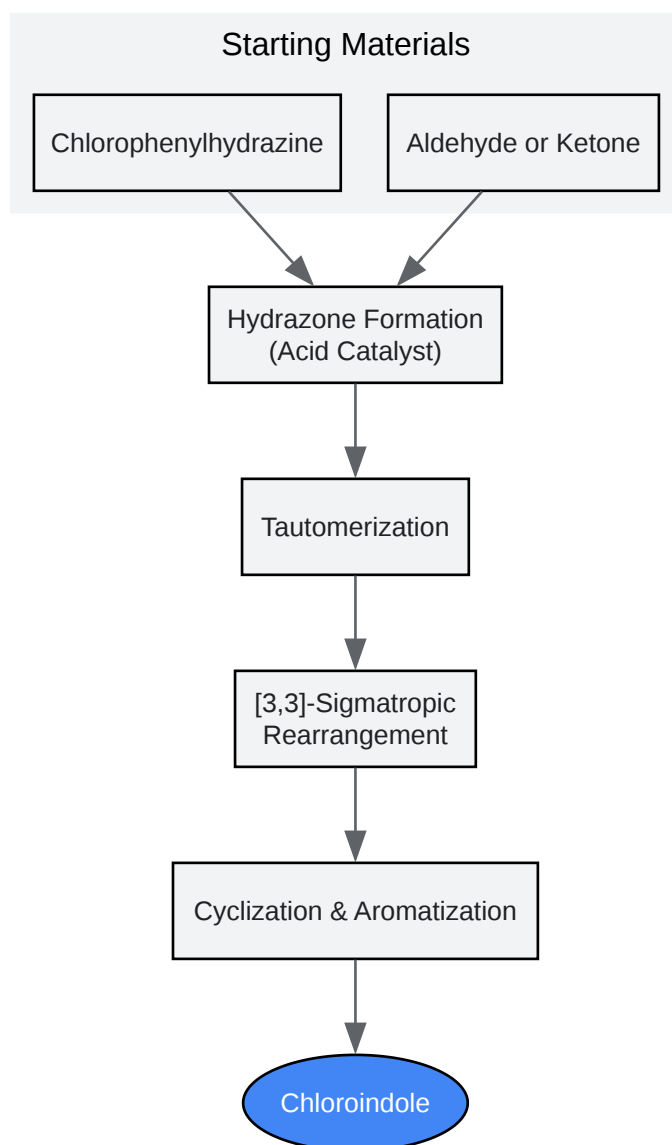 Starting Materials
Chlorophenylhydrazine
Aldehyde or Ketone
Hydrazone Formation
(Acid Catalyst)
Tautomerization
[3,3]-Sigmatropic
Rearrangement
Cyclization & Aromatization
Chloroindole